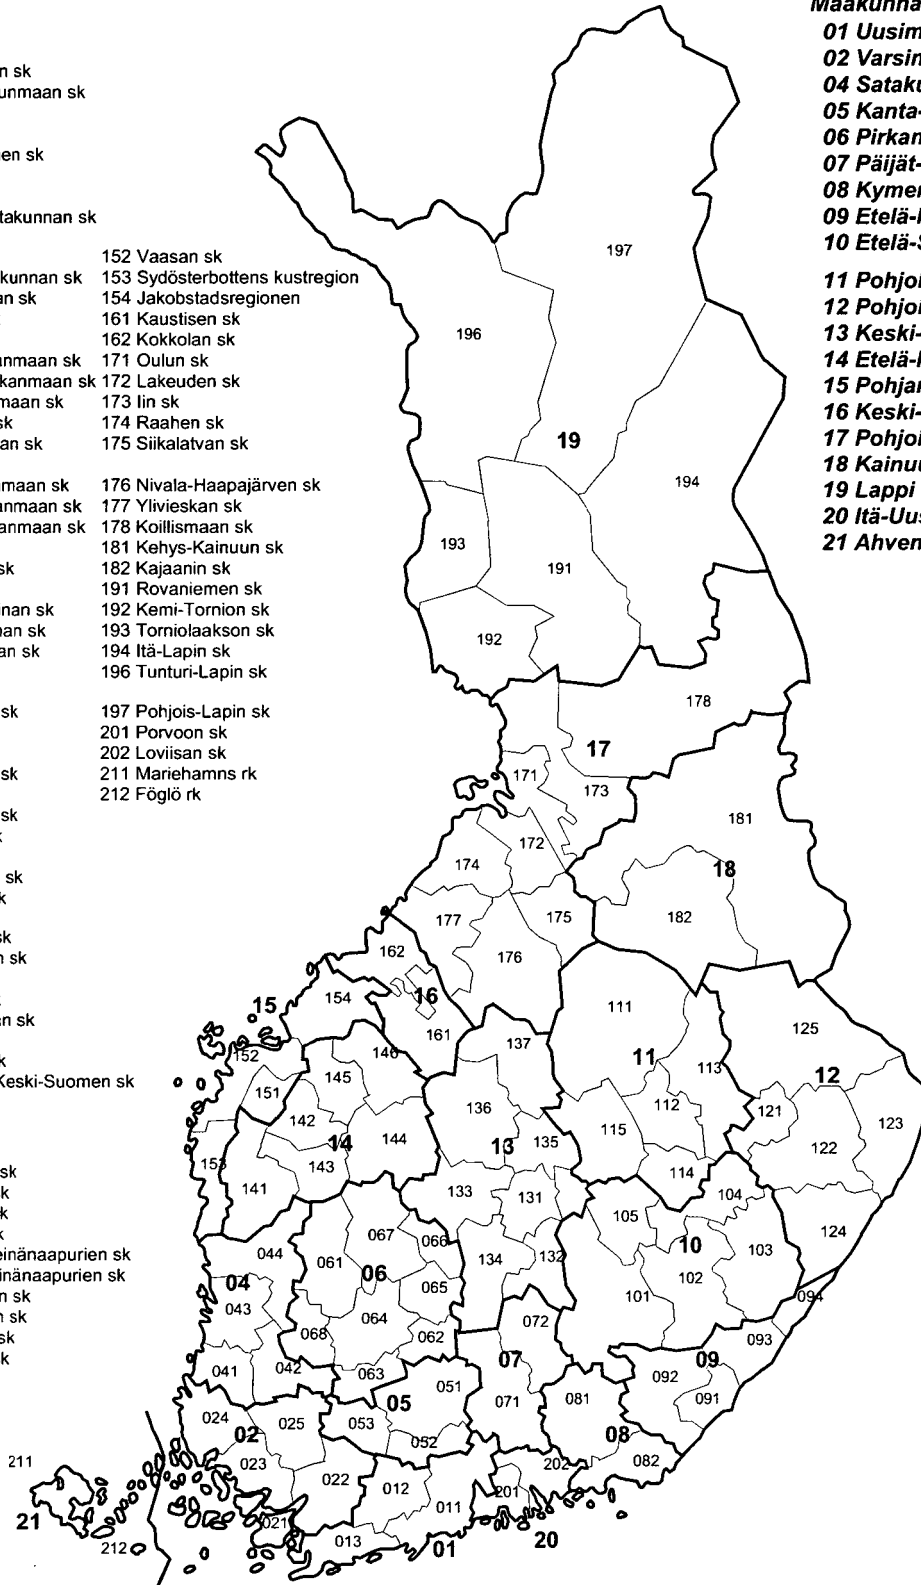 n sk
unmaan sk
en sk
takunnan sk
kunnan sk
an sk
nmaan sk
kanmaan sk
maan sk
sk
an sk
maan sk
anmaan sk
anmaan sk
sk
nan sk
nan sk
an sk
sk
sk
sk
k
sk
k
sk
n sk
n sk
k
Keski-Suomen sk
sk
sk
k
k
einänaapurien sk
inänaapurien sk
n sk
n sk
sk
sk
152 Vaasan sk
153 Sydösterbottens kustregion
154 Jakobstadsregionen
161 Kaustisen sk
162 Kokkolan sk
171 Oulun sk
172 Lakeuden sk
173 Iin sk
174 Raahen sk
175 Siikalatvan sk
176 Nivala-Haapajärven sk
177 Ylivieskan sk
178 Koillismaan sk
181 Kehys-Kainuun sk
182 Kajaanin sk
191 Rovaniemen sk
192 Kemi-Tornion sk
193 Torniolaakson sk
194 Itä-Lapin sk
196 Tunturi-Lapin sk
197 Pohjois-Lapin sk
201 Porvoon sk
202 Loviisan sk
211 Mariehamns rk
212 Föglö rk
Maakunna
01 Uusim
02 Varsin
04 Sataku
05 Kanta-
06 Pirkan
07 Päijät-
08 Kymen
09 Etelä-
10 Etelä-S
11 Pohjoi
12 Pohjoi
13 Keski-
14 Etelä-
15 Pohjan
16 Keski-
17 Pohjoi
18 Kainuu
19 Lappi
20 Itä-Uus
21 Ahven
197
196
19
194
193
191
192
178
17
171
173
181
172
174
18
175
177
182
176
162
16
111
154
15
161
125
137
152
146
11
113
145
12
151
136
112
121
142
115
135
123
14
144
13
122
153
143
114
141
133
131
104
105
067
124
066
103
044
10
061
134
132
06
102
04
065
094
043
101
064
072
068
062
093
07
09
041
042
063
092
05
051
081
091
024
025
053
071
02
052
08
211
023
202
082
022
012
201
011
21
021
212
013
01
20